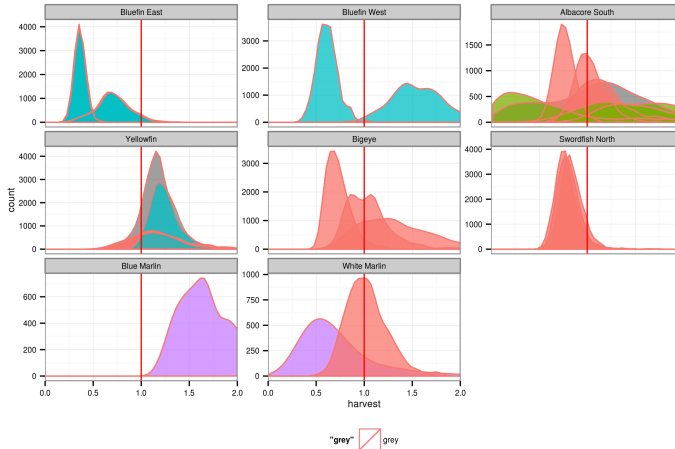 Bluefin East
Bluefin West
Albacore South
4000
3000
2000
1000
0
3000
2000
1000
0
1500
1000
500
0
Yellowfin
Bigeye
Swordfish North
4000
3000
2000
1000
0
3000
2000
1000
0
4000
3000
2000
1000
0
count
Blue Marlin
White Marlin
600
400
200
0
1000
750
500
250
0
0.0 0.5 1.0 1.5 2.0
0.0 0.5 1.0 1.5 2.0
harvest
"grey" grey